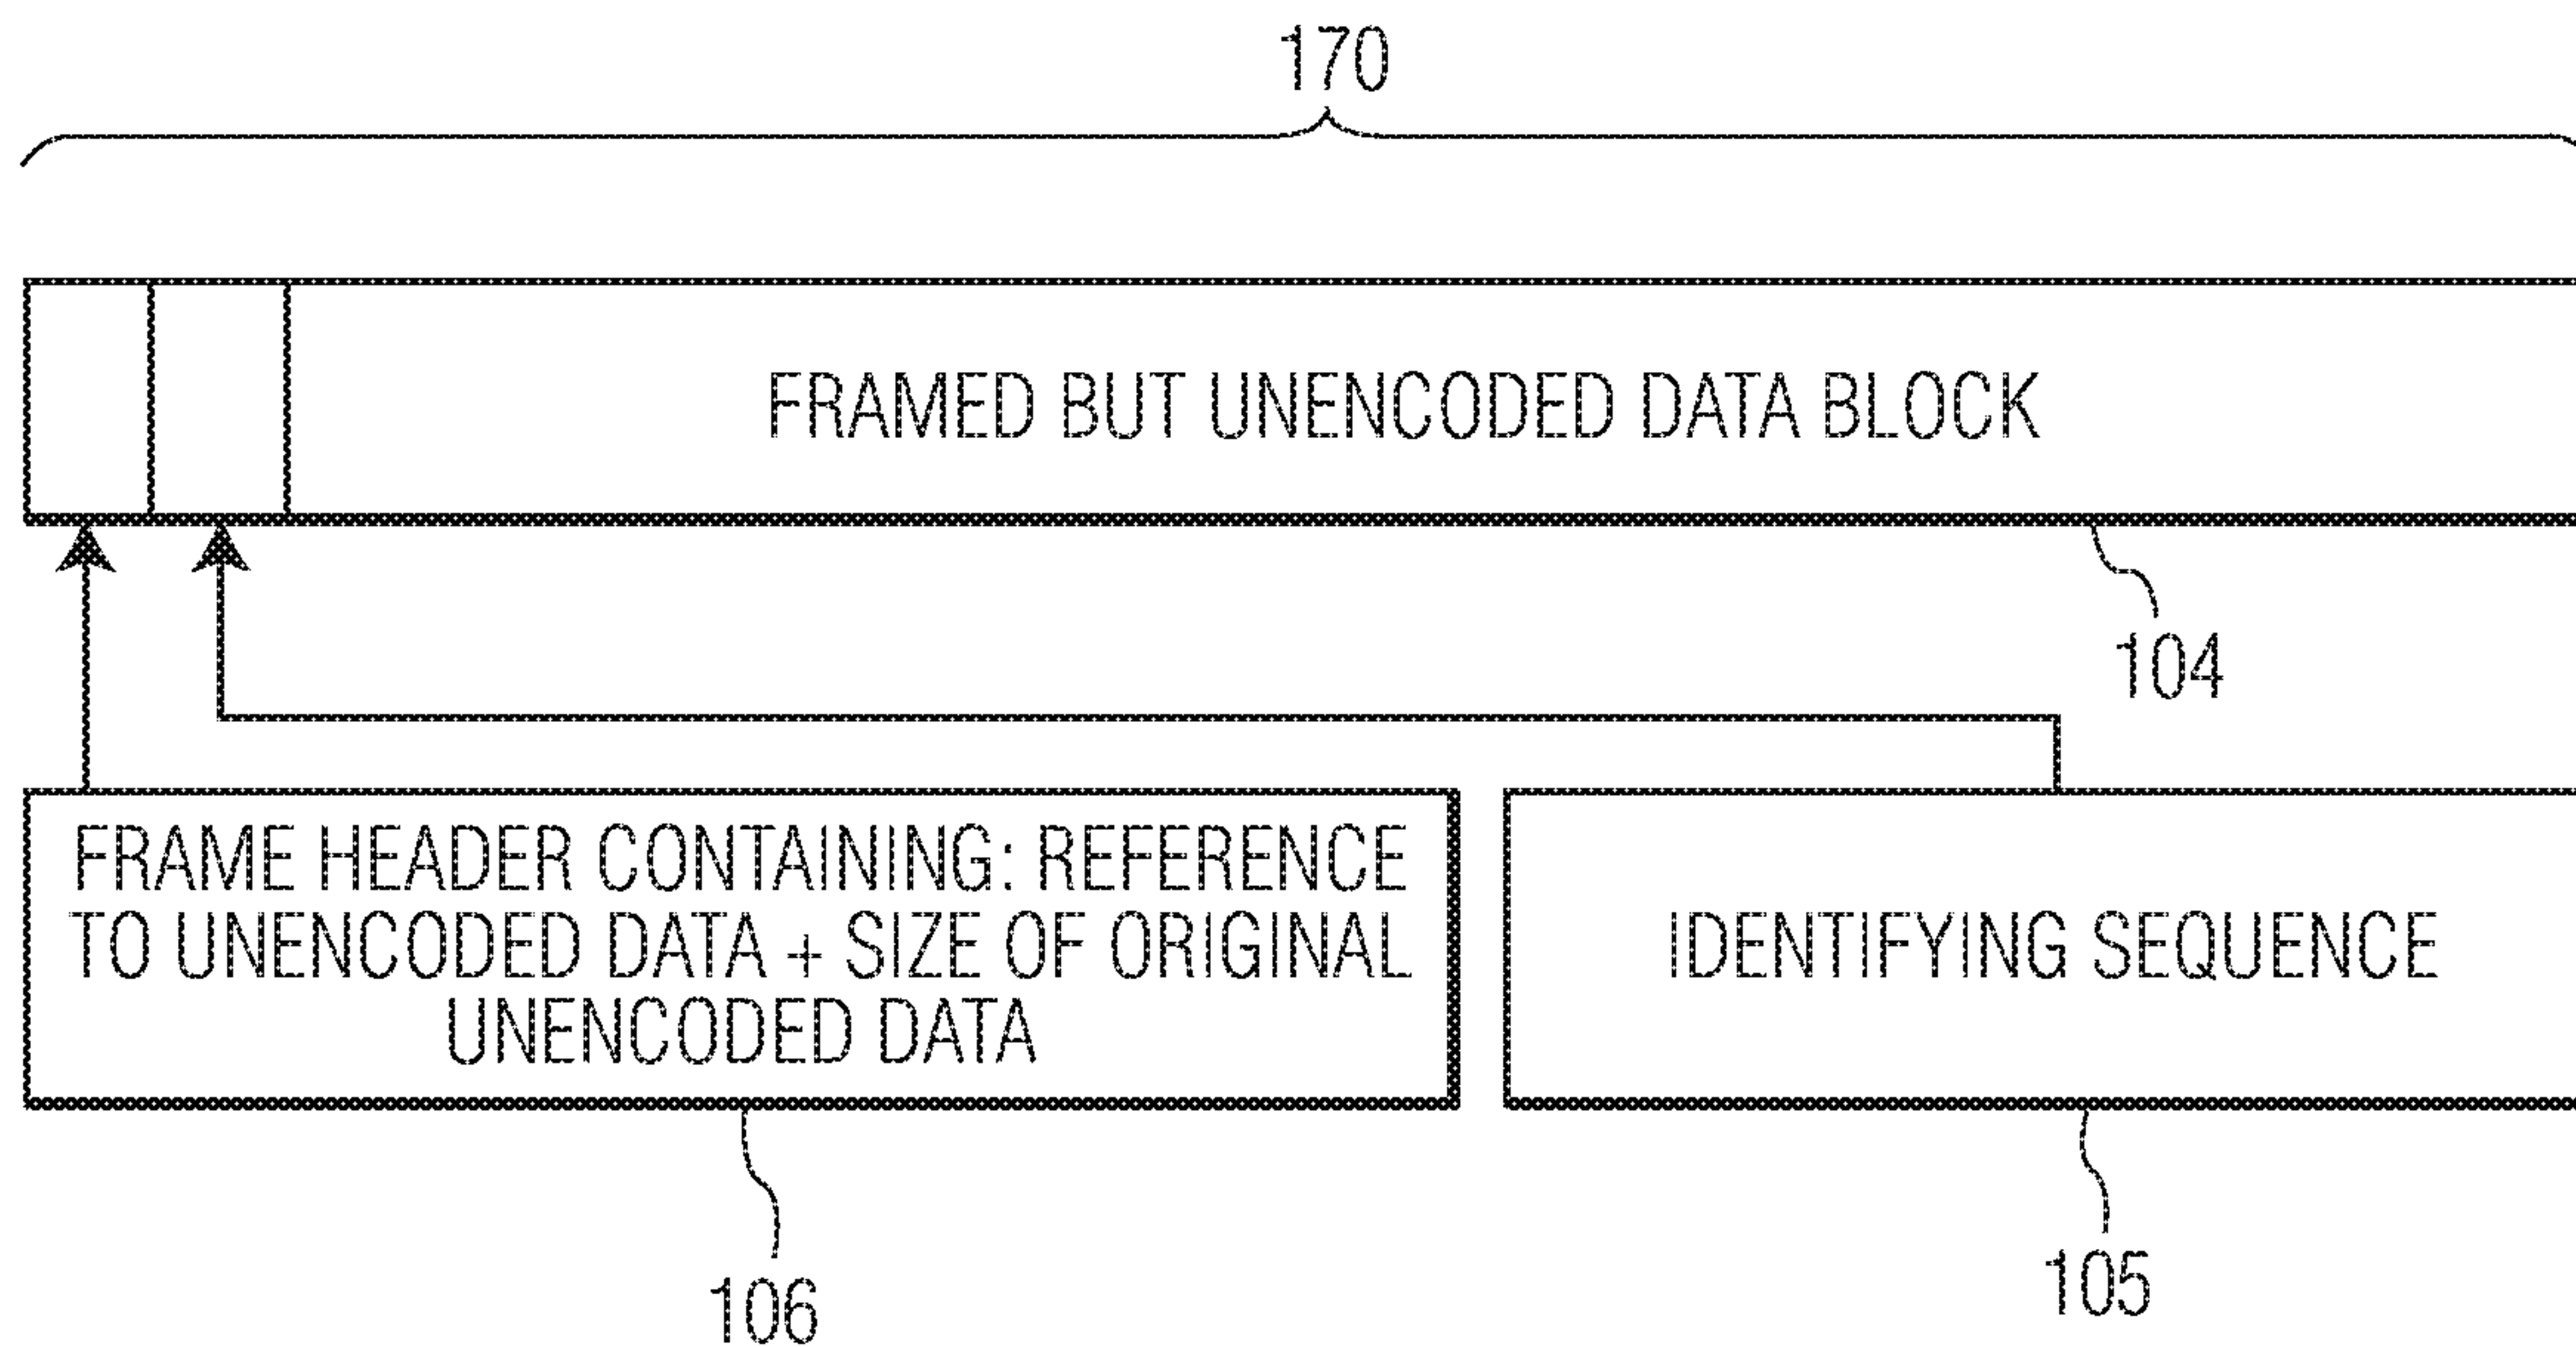 170
FRAMED BUT UNENCODED DATA BLOCK
104
FRAME HEADER CONTAINING: REFERENCE
TO UNENCODED DATA + SIZE OF ORIGINAL
UNENCODED DATA
IDENTIFYING SEQUENCE
106
105